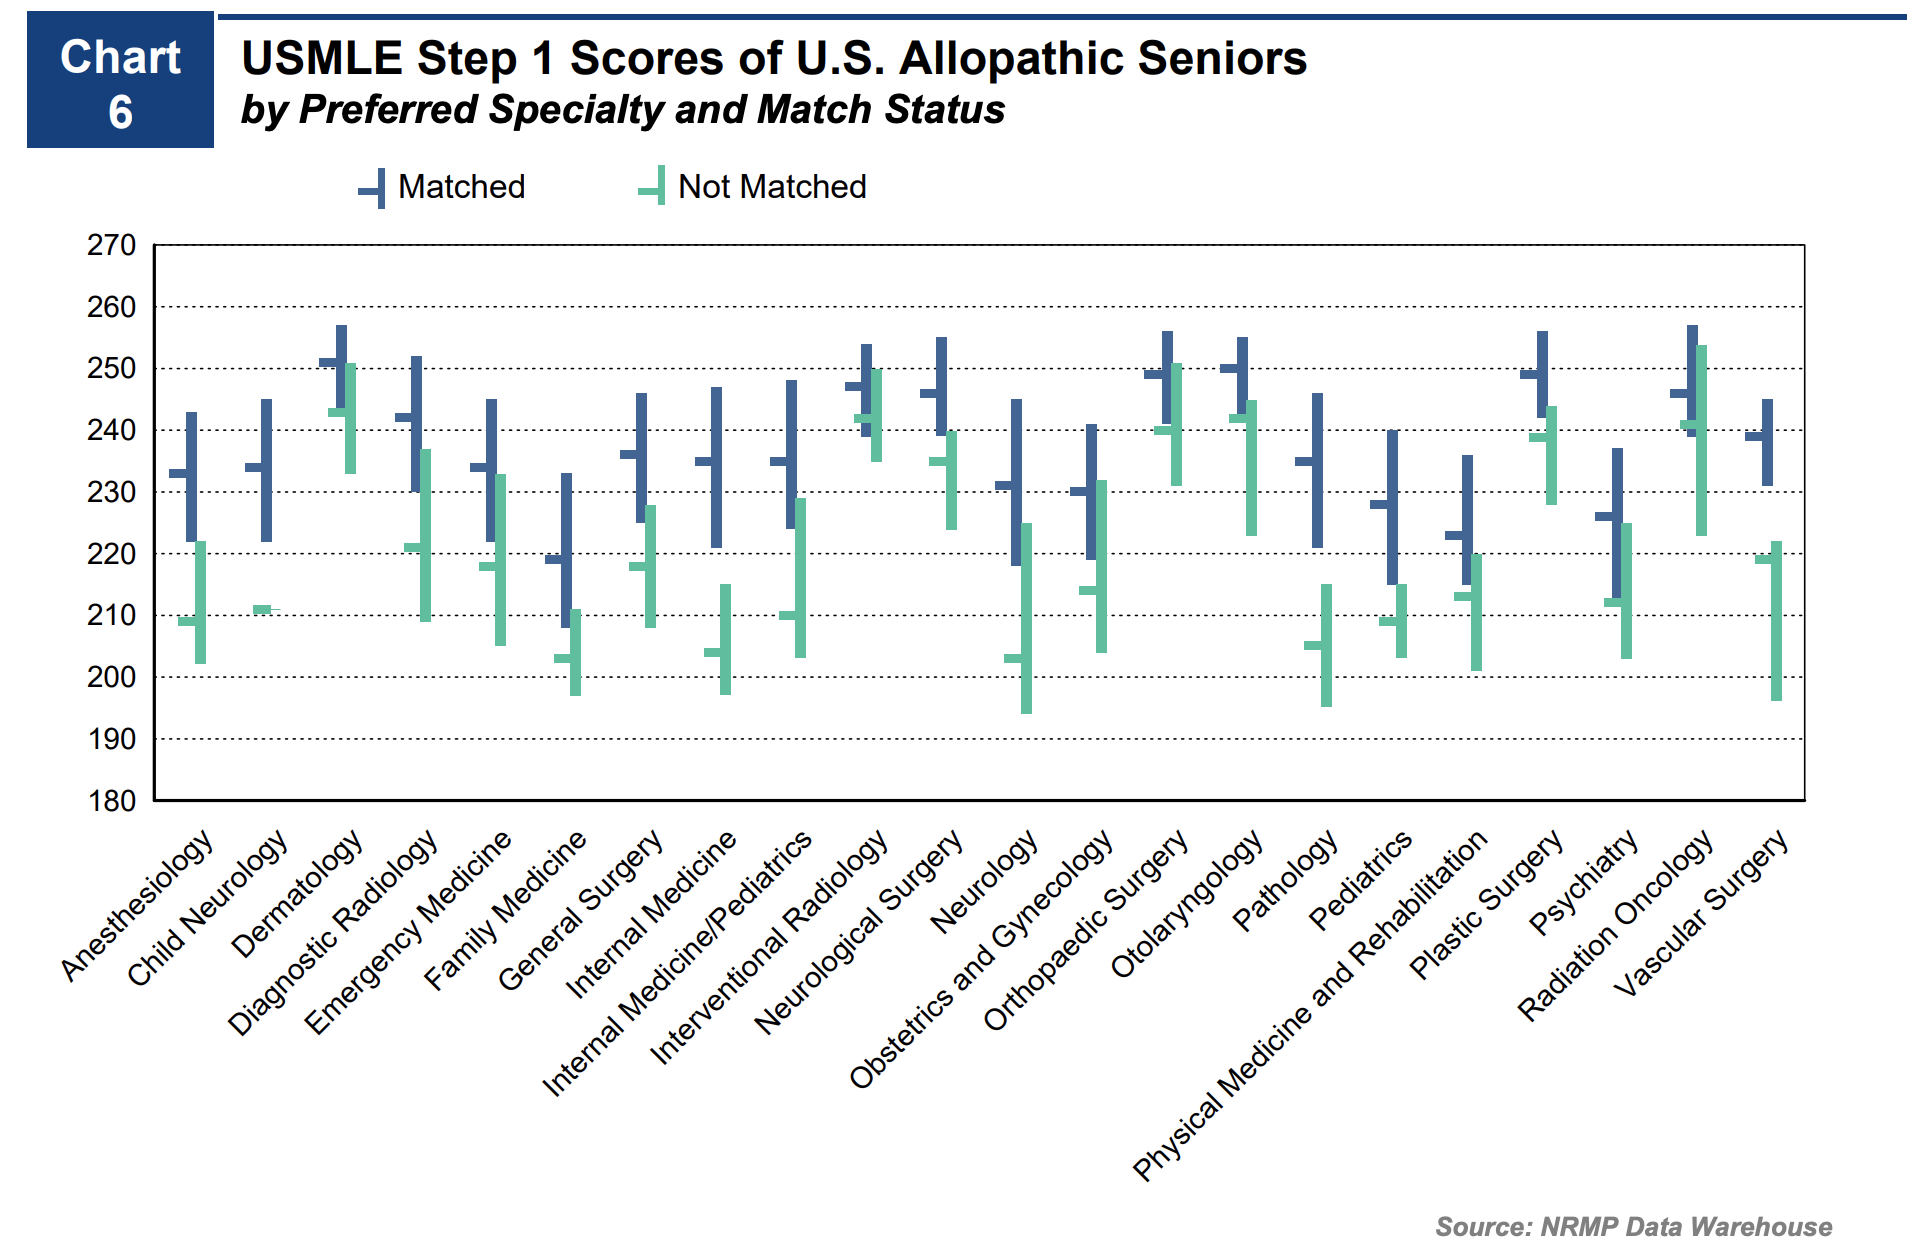 Chart
6
USMLE Step 1 Scores of U.S. Allopathic Seniors
by Preferred Specialty and Match Status
Matched
Not Matched
270
260
250
240
230
220
210
200
190
180
Anesthesiology
Child Neurology
Dermatology
Diagnostic Radiology
Emergency Medicine
Family Medicine
General Surgery
Internal Medicine
Internal Medicine/Pediatrics
Interventional Radiology
Neurological Surgery
Neurology
Obstetrics and Gynecology
Orthopaedic Surgery
Otolaryngology
Pathology
Pediatrics
Physical Medicine and Rehabilitation
Plastic Surgery
Psychiatry
Radiation Oncology
Vascular Surgery
Source: NRMP Data Warehouse